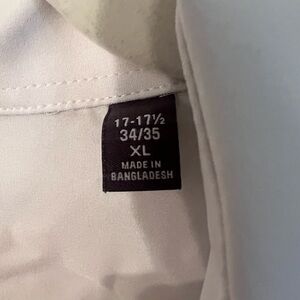 17-17½
34/35
XL
MADE IN
BANGLADESH